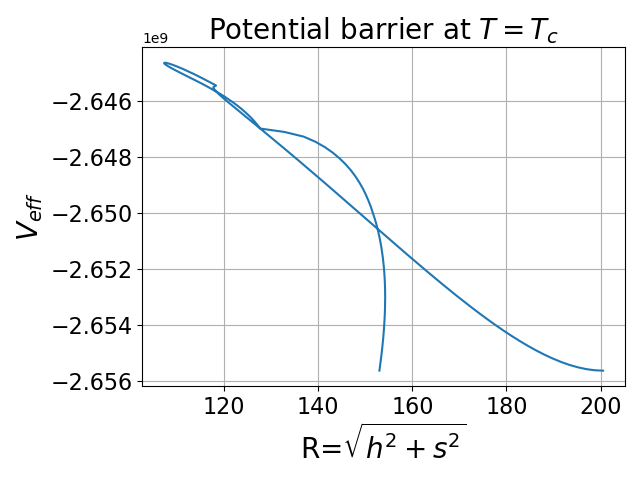 Potential barrier at T = T_c
1e9
−2.646
−2.648
−2.650
−2.652
−2.654
−2.656
V_eff
120 140 160 180 200
R=√h² + s²